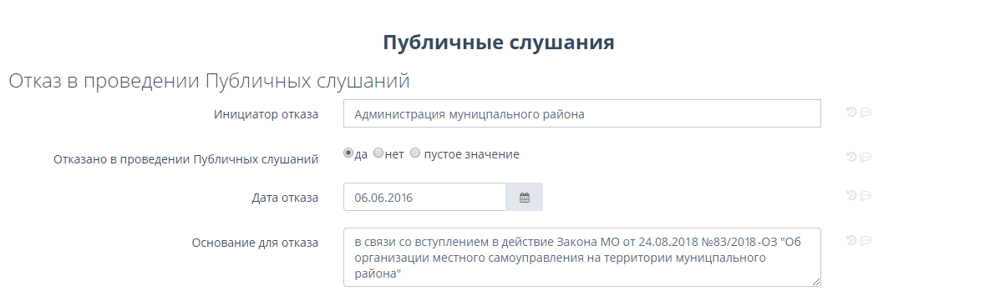 Публичные слушания
Отказ в проведении Публичных слушаний
Инициатор отказа
Администрация муницпального района
Отказано в проведении Публичных слушаний
да нет пустое значение
Дата отказа
06.06.2016
Основание для отказа
в связи со вступлением в действие Закона МО от 24.08.2018 №83/2018-ОЗ "Об
организации местного самоуправления на территории муницпального
района"